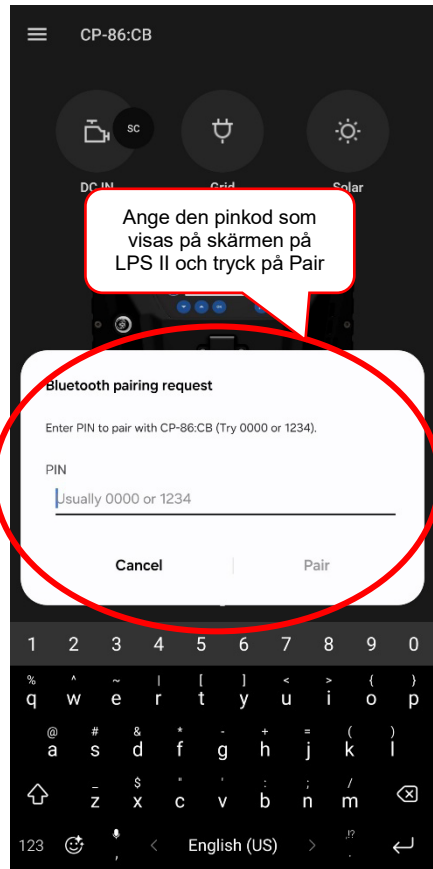 CP-86:CB
SC
DC IN
Grid
Solar
Ange den pinkod som
visas på skärmen på
LPS II och tryck på Pair
Bluetooth pairing request
Enter PIN to pair with CP-86:CB (Try 0000 or 1234).
PIN
Usually 0000 or 1234
Cancel
Pair
1 2 3 4 5 6 7 8 9 0
% ^ ~ | [ ] < > { }
q w e r t y u i o p
@ # & * - + = ( )
a s d f g h j k l
_ $ " ' : ; /
z x c v b n m
123 , < English (US) > ,!? .